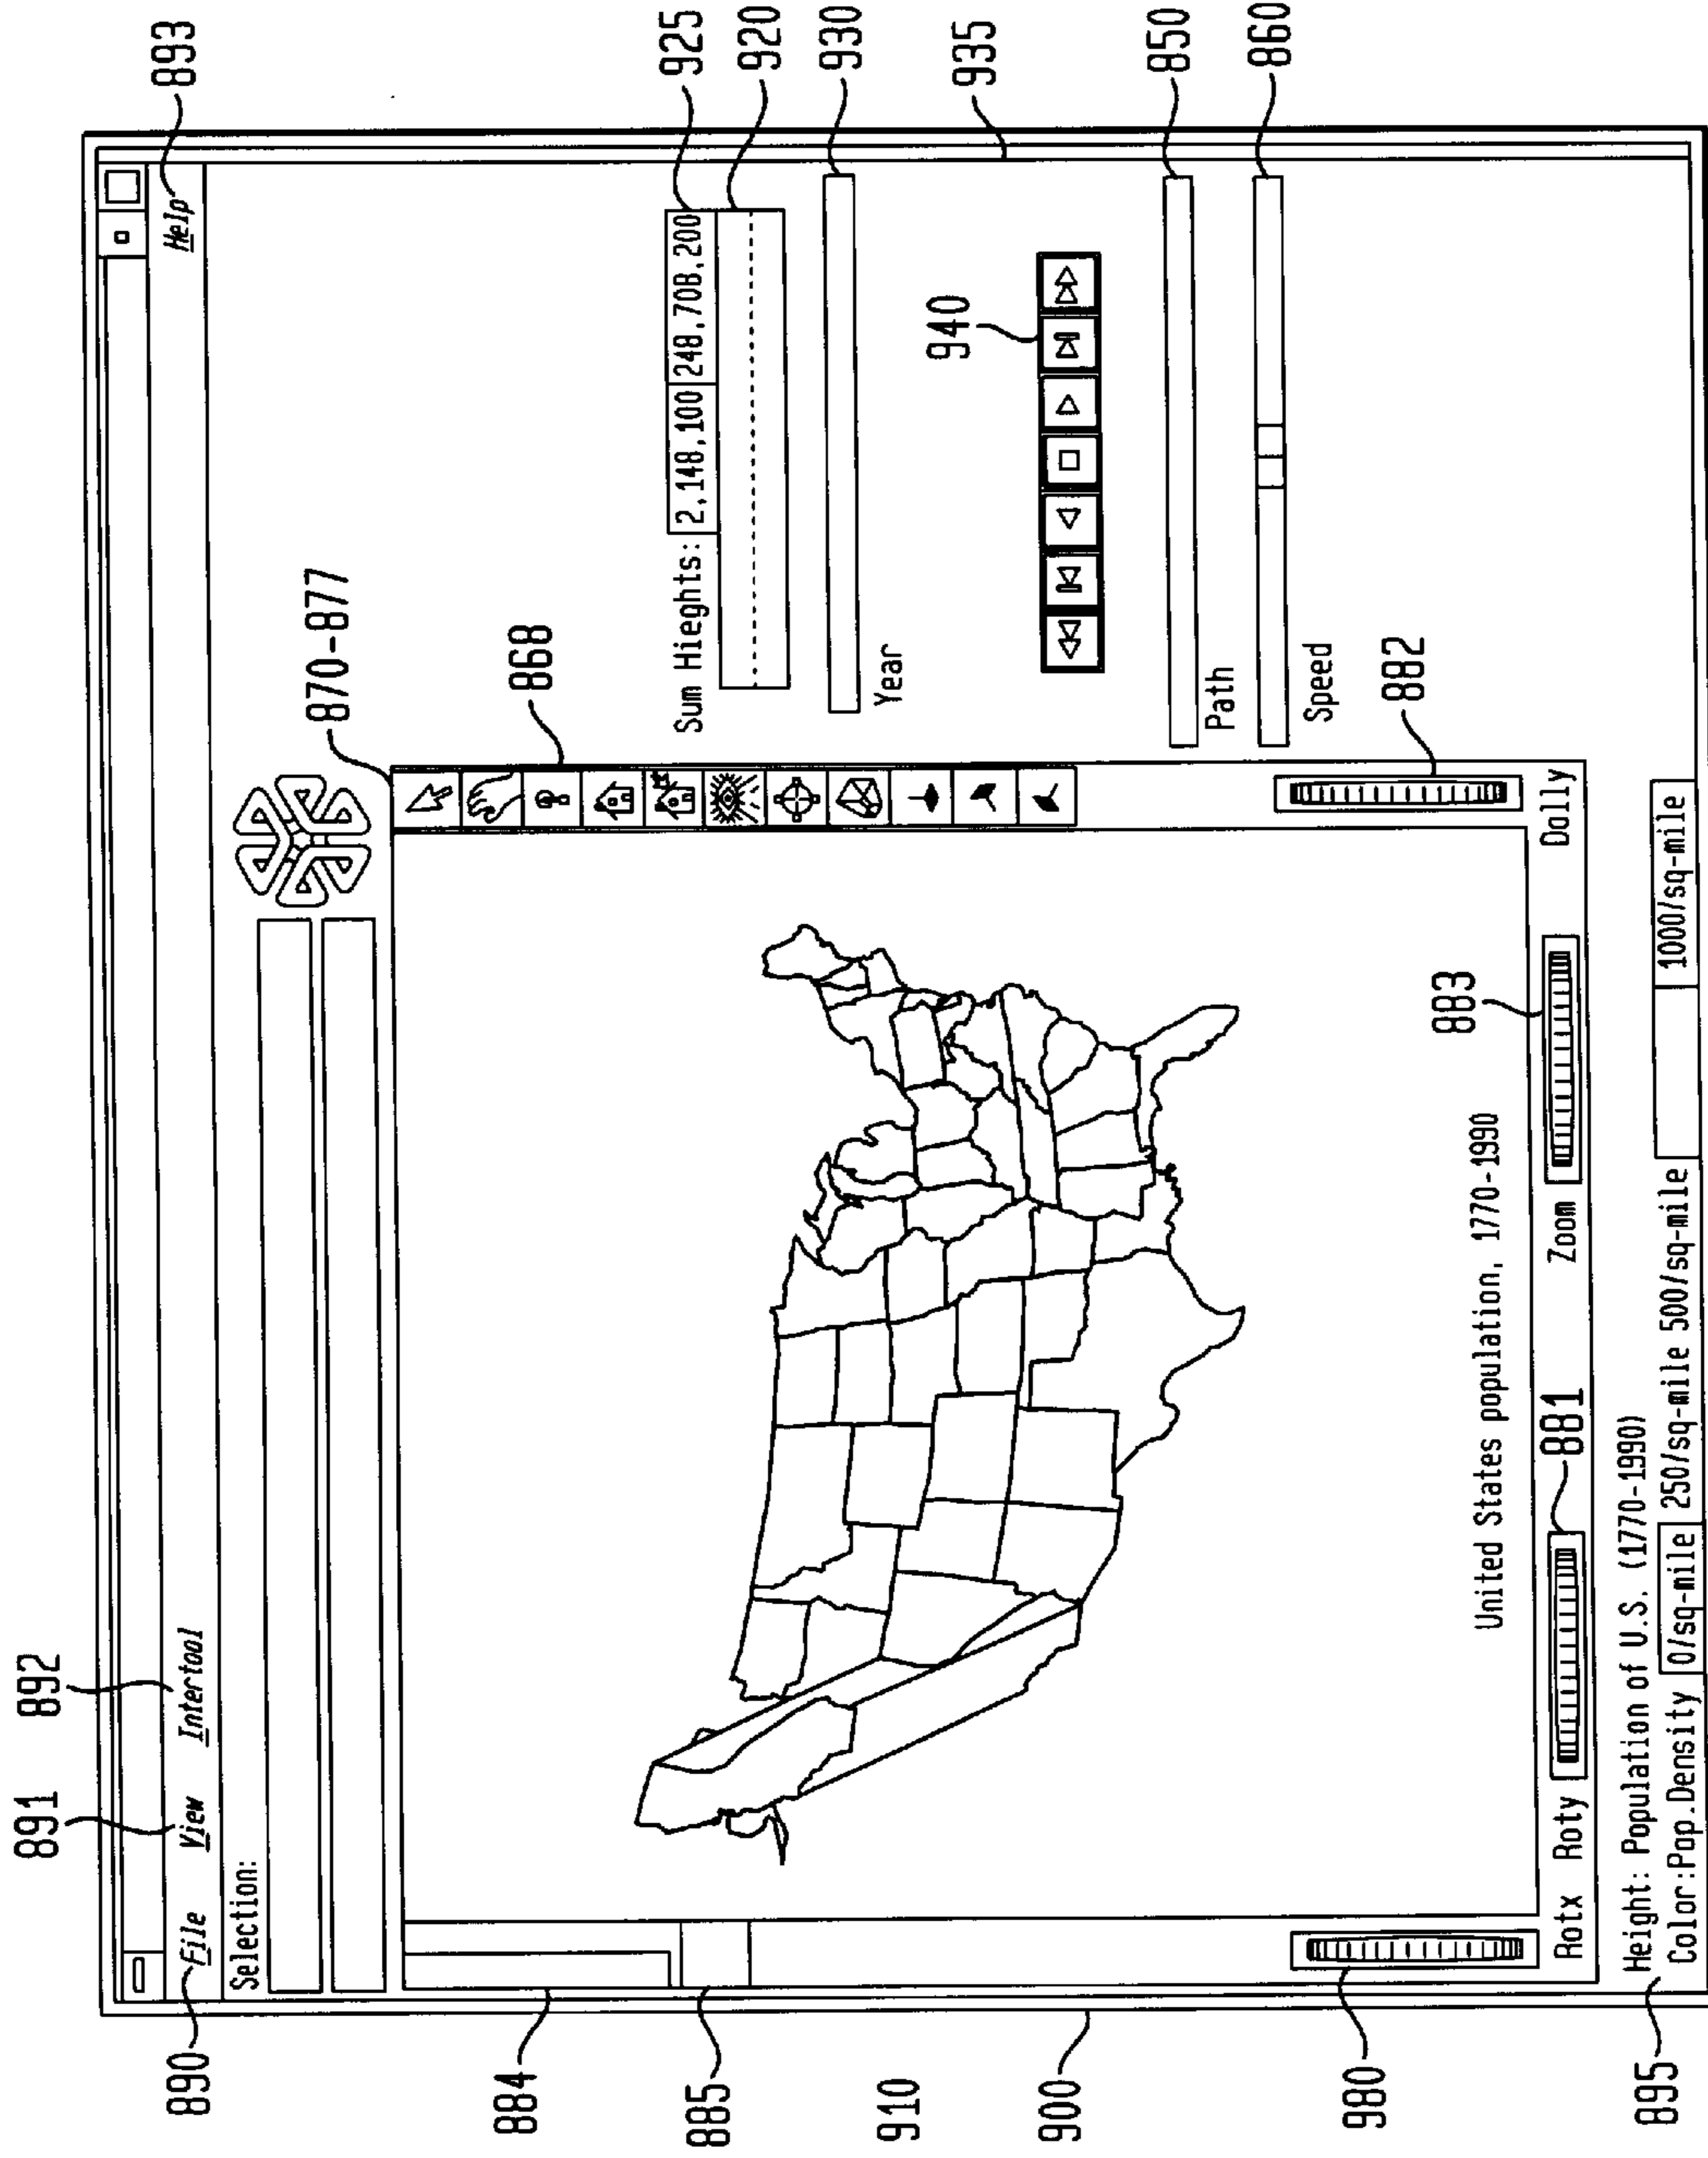 891 892
890 File View Intertool Help 893
Selection:
870-877
868
884
885
910
900
980
Sum Hieghts: 2,148,100 248,708,200
925
920
930
Year
935
940
850
Path
860
Speed
882
United States population, 1770-1990
883
881
Rotx Roty Zoom Dolly
Height: Population of U.S. (1770-1990)
895 Color:Pop.Density 0/sq-mile 250/sq-mile 500/sq-mile 1000/sq-mile